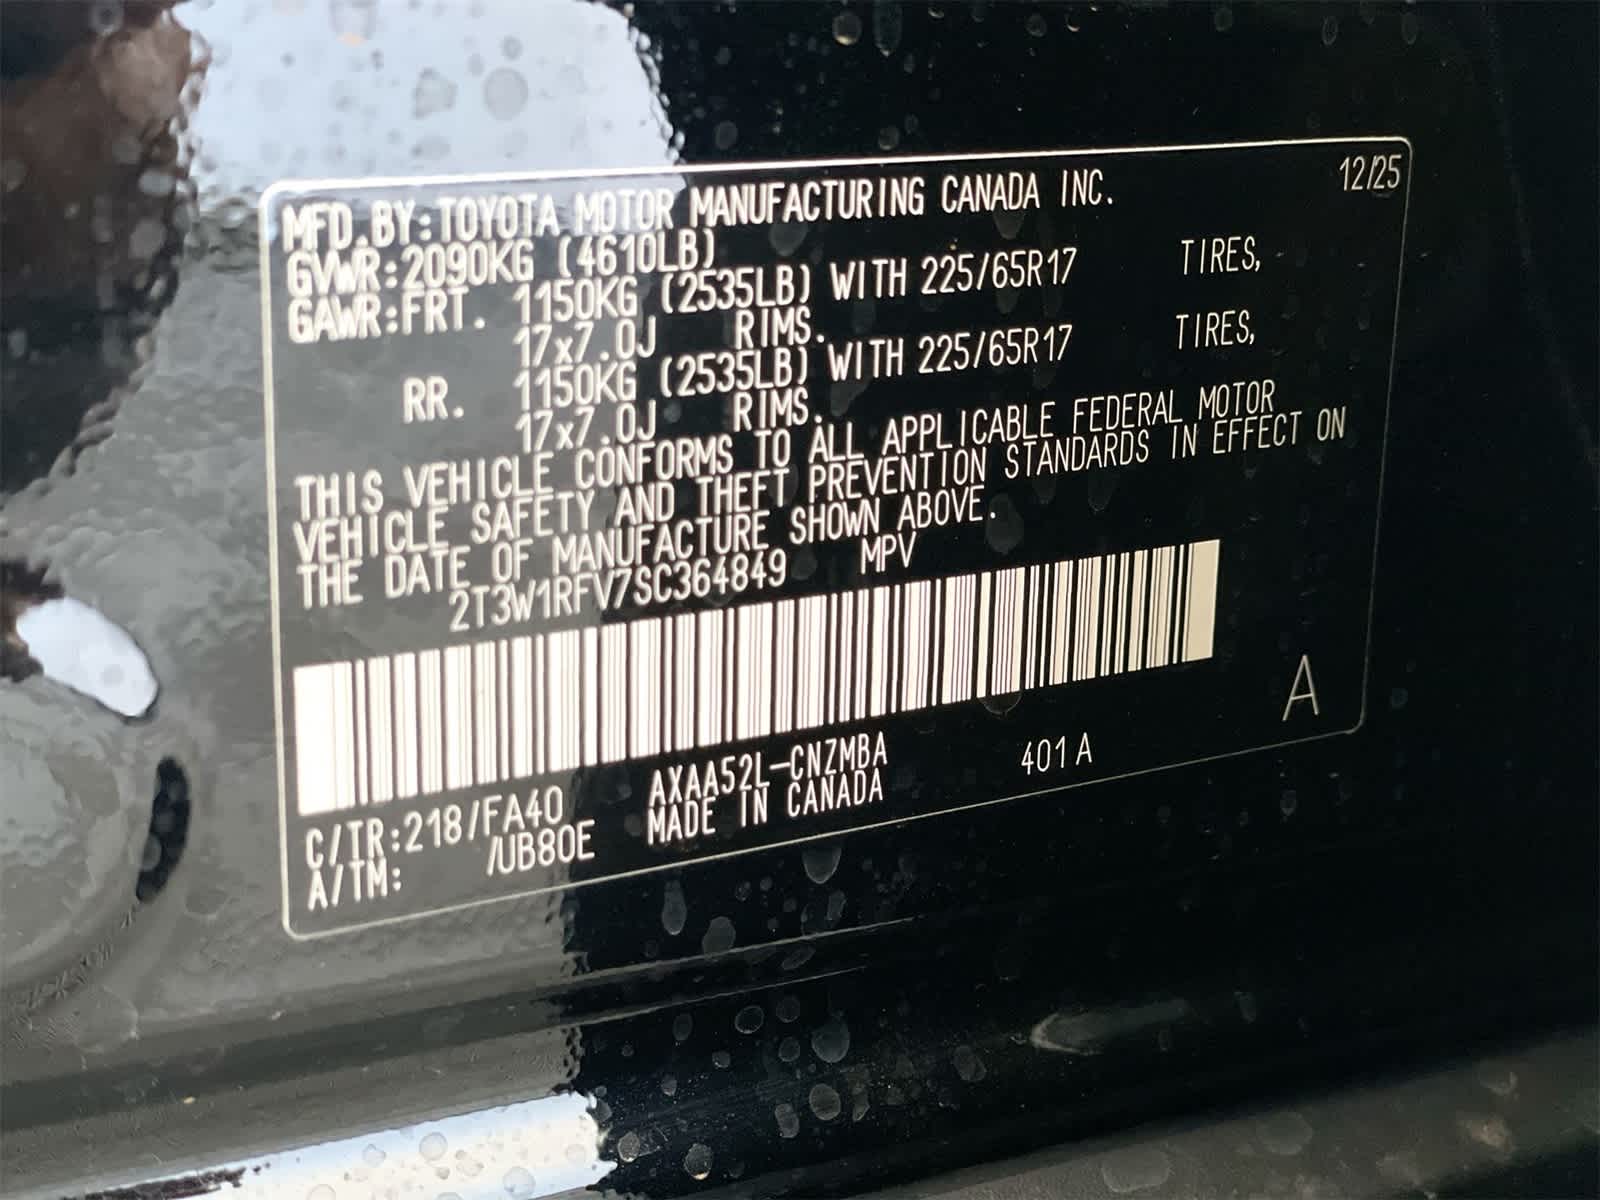 12/25
MFD.BY:TOYOTA MOTOR MANUFACTURING CANADA INC.
GVWR:2090KG (4610LB)
GAWR:FRT. 1150KG (2535LB) WITH 225/65R17 TIRES,
17x7.0J RIMS.
RR. 1150KG (2535LB) WITH 225/65R17 TIRES,
17x7.0J RIMS.
THIS VEHICLE CONFORMS TO ALL APPLICABLE FEDERAL MOTOR
VEHICLE SAFETY AND THEFT PREVENTION STANDARDS IN EFFECT ON
THE DATE OF MANUFACTURE SHOWN ABOVE.
2T3W1RFV7SC364849 MPV
A
C/TR:218/FA40 AXAA52L-CNZMBA 401A
A/TM: /UB80E MADE IN CANADA